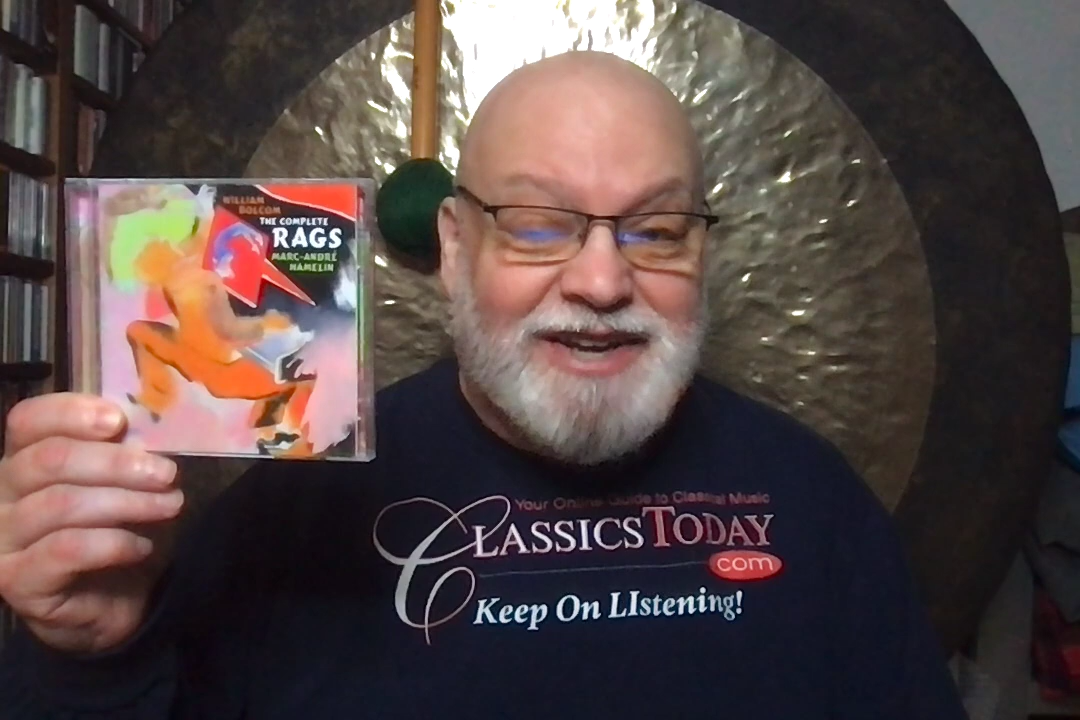 WILLIAM
BOLCOM
THE COMPLETE
RAGS
MARC-ANDRÉ
HAMELIN
Your Online Guide to Classical Music
CLASSICSTODAY
com
Keep On LIstening!